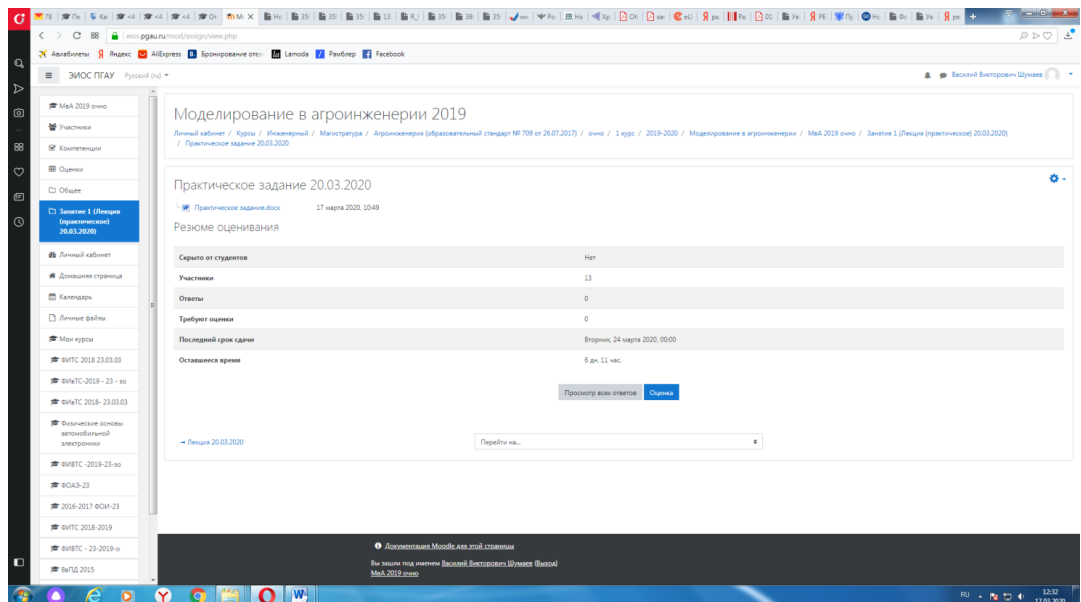 eios.pgau.ru/mod/assign/view.php
Авиабилеты Яндекс AliExpress Бронирование отел Lamoda Рамблер Facebook
ЭИОС ПГАУ Русский (ru)
Василий Викторович Шумаев
МвА 2019 очно
Участники
Компетенции
Оценки
Общее
Занятие 1 (Лекция
(практическое)
20.03.2020)
Личный кабинет
Домашняя страница
Календарь
Личные файлы
Мои курсы
ФИТС 2018 23.03.03
ФИвТС-2019 - 23 - зо
ФИвТС 2018- 23.03.03
Физические основы
автомобильной
электроники
ФИВТС -2019-23-зо
ФОАЭ-23
2016-2017 ФОИ-23
ФИТС 2018-2019
ФИВТС - 23-2019-о
ВвПД 2015
Моделирование в агроинженерии 2019
Личный кабинет / Курсы / Инженерный / Магистратура / Агроинженерия (образовательный стандарт № 709 от 26.07.2017) / очно / 1 курс / 2019-2020 / Моделирование в агроинженерии / МвА 2019 очно / Занятие 1 (Лекция (практическое) 20.03.2020)
/ Практическое задание 20.03.2020
Практическое задание 20.03.2020
Практическое задание.docx 17 марта 2020, 10:49
Резюме оценивания
Скрыто от студентов Нет
Участники 13
Ответы 0
Требуют оценки 0
Последний срок сдачи Вторник, 24 марта 2020, 00:00
Оставшееся время 6 дн. 11 час.
Просмотр всех ответов Оценка
→ Лекция 20.03.2020
Перейти на...
Документация Moodle для этой страницы
Вы зашли под именем Василий Викторович Шумаев (Выход)
МвА 2019 очно
RU 12:32
17.03.2020